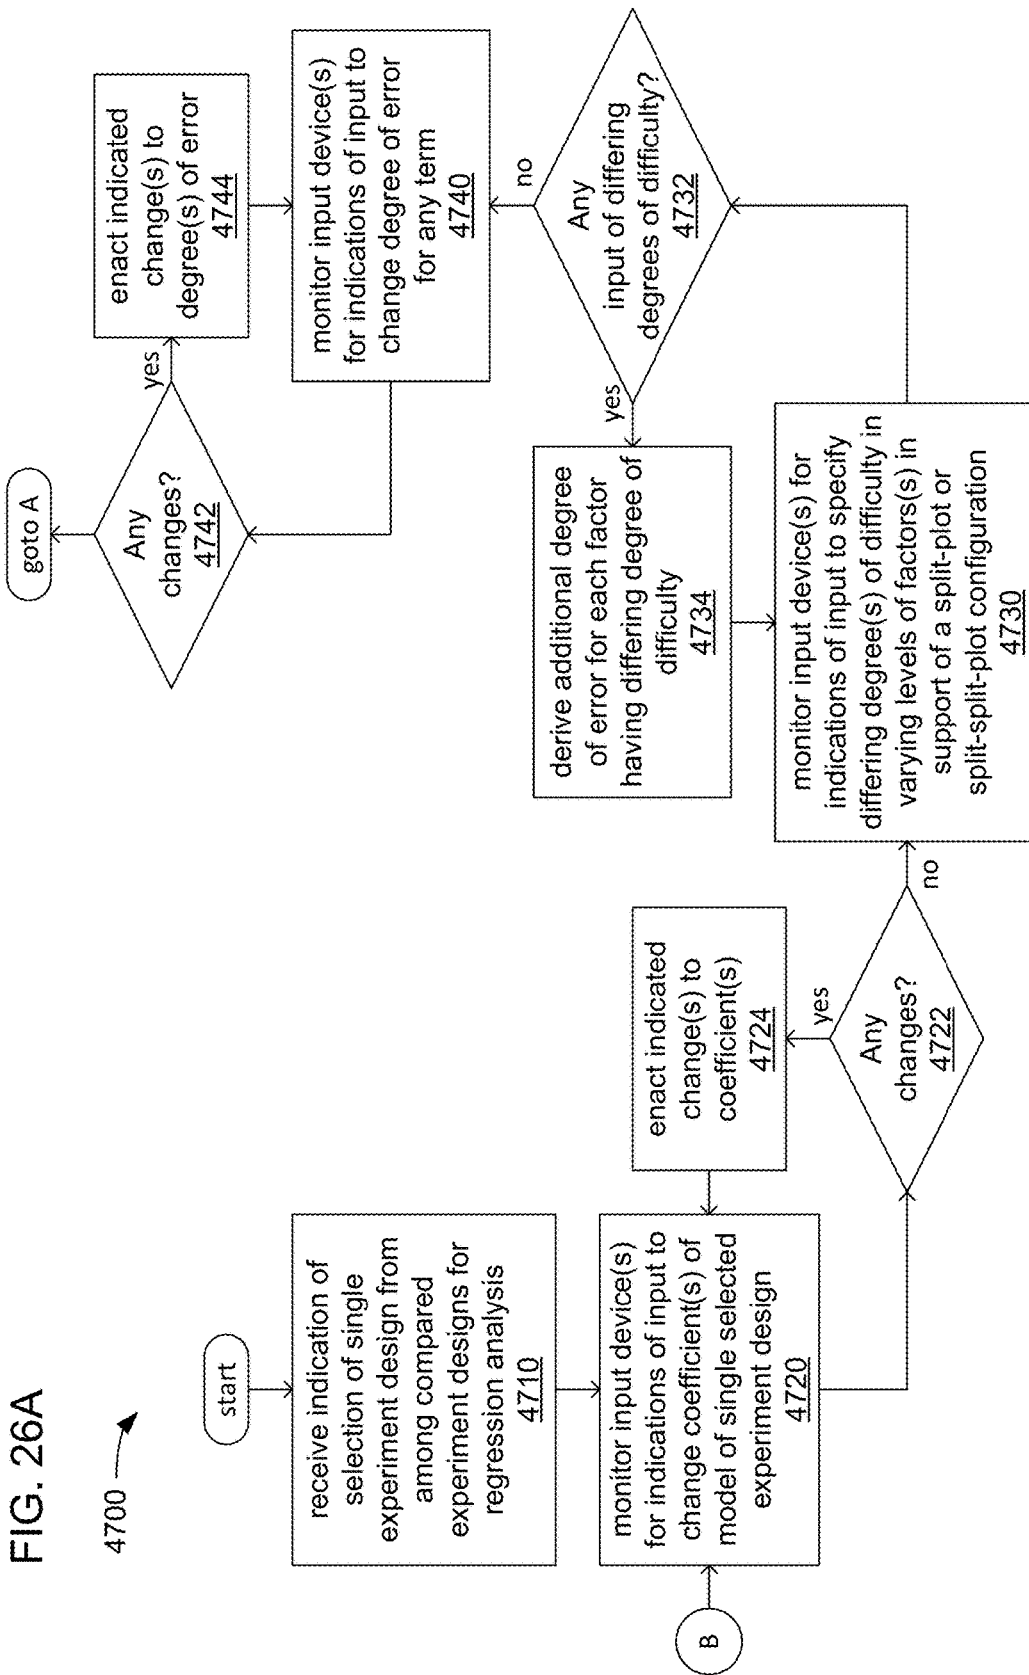 FIG. 26A
4700
start
receive indication of
selection of single
experiment design from
among compared
experiment designs for
regression analysis
4710
B
monitor input device(s)
for indications of input to
change coefficient(s) of
model of single selected
experiment design
4720
enact indicated
change(s) to
coefficient(s)
4724
yes
Any
changes?
4722
no
monitor input device(s) for
indications of input to specify
differing degree(s) of difficulty in
varying levels of factors(s) in
support of a split-plot or
split-split-plot configuration
4730
derive additional degree
of error for each factor
having differing degree of
difficulty
4734
yes
Any
input of differing
degrees of difficulty?
4732
no
monitor input device(s)
for indications of input to
change degree of error
for any term
4740
enact indicated
change(s) to
degree(s) of error
4744
yes
Any
changes?
4742
goto A